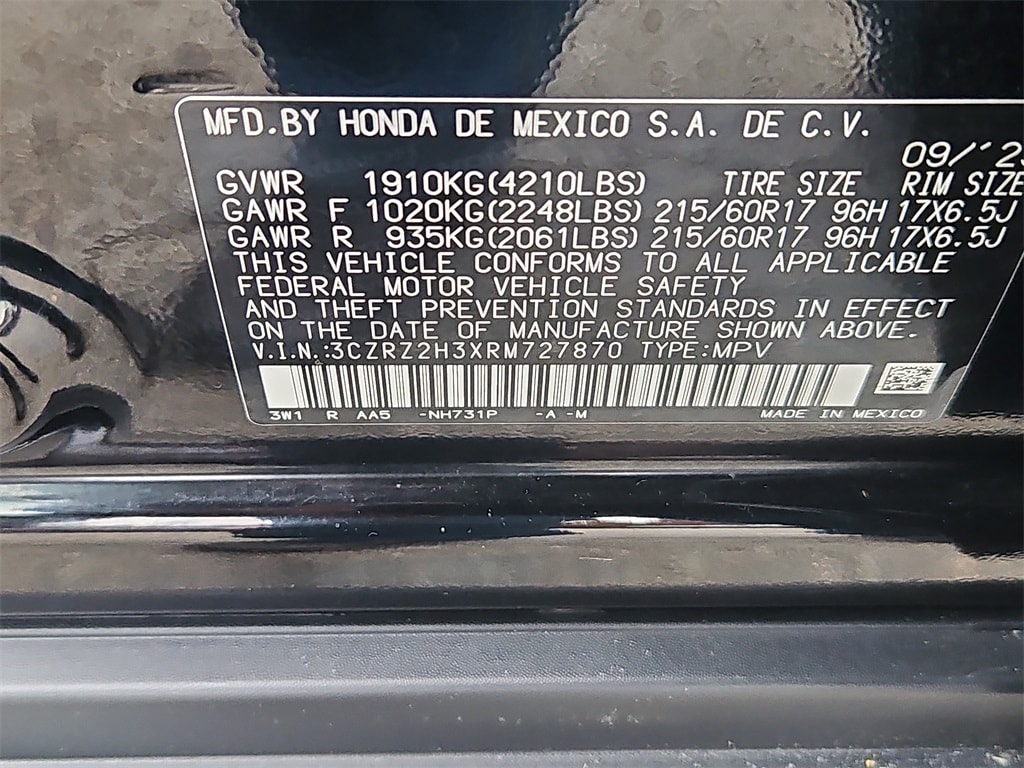 MFD.BY HONDA DE MEXICO S.A. DE C.V.
09/'23
GVWR 1910KG(4210LBS) TIRE SIZE RIM SIZE
GAWR F 1020KG(2248LBS) 215/60R17 96H 17X6.5J
GAWR R 935KG(2061LBS) 215/60R17 96H 17X6.5J
THIS VEHICLE CONFORMS TO ALL APPLICABLE
FEDERAL MOTOR VEHICLE SAFETY
AND THEFT PREVENTION STANDARDS IN EFFECT
ON THE DATE OF MANUFACTURE SHOWN ABOVE.
V.I.N.:3CZRZ2H3XRM727870 TYPE:MPV
3W1 R AA5 -NH731P -A -M MADE IN MEXICO